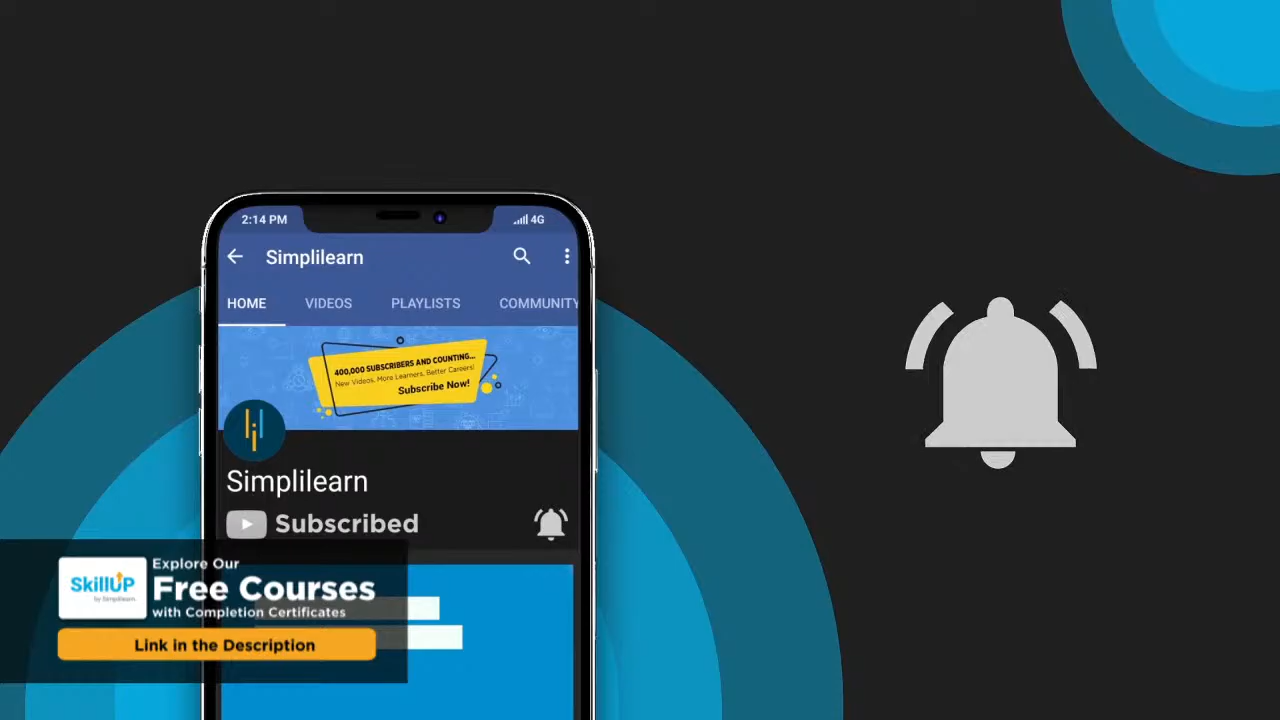 2:14 PM
4G
Simplilearn
HOME VIDEOS PLAYLISTS COMMUNITY
400,000 SUBSCRIBERS AND COUNTING...
New Videos, More Learners, Better Careers!
Subscribe Now!
Simplilearn
Subscribed
SkillUP
by Simplilearn
Explore Our
Free Courses
with Completion Certificates
Link in the Description